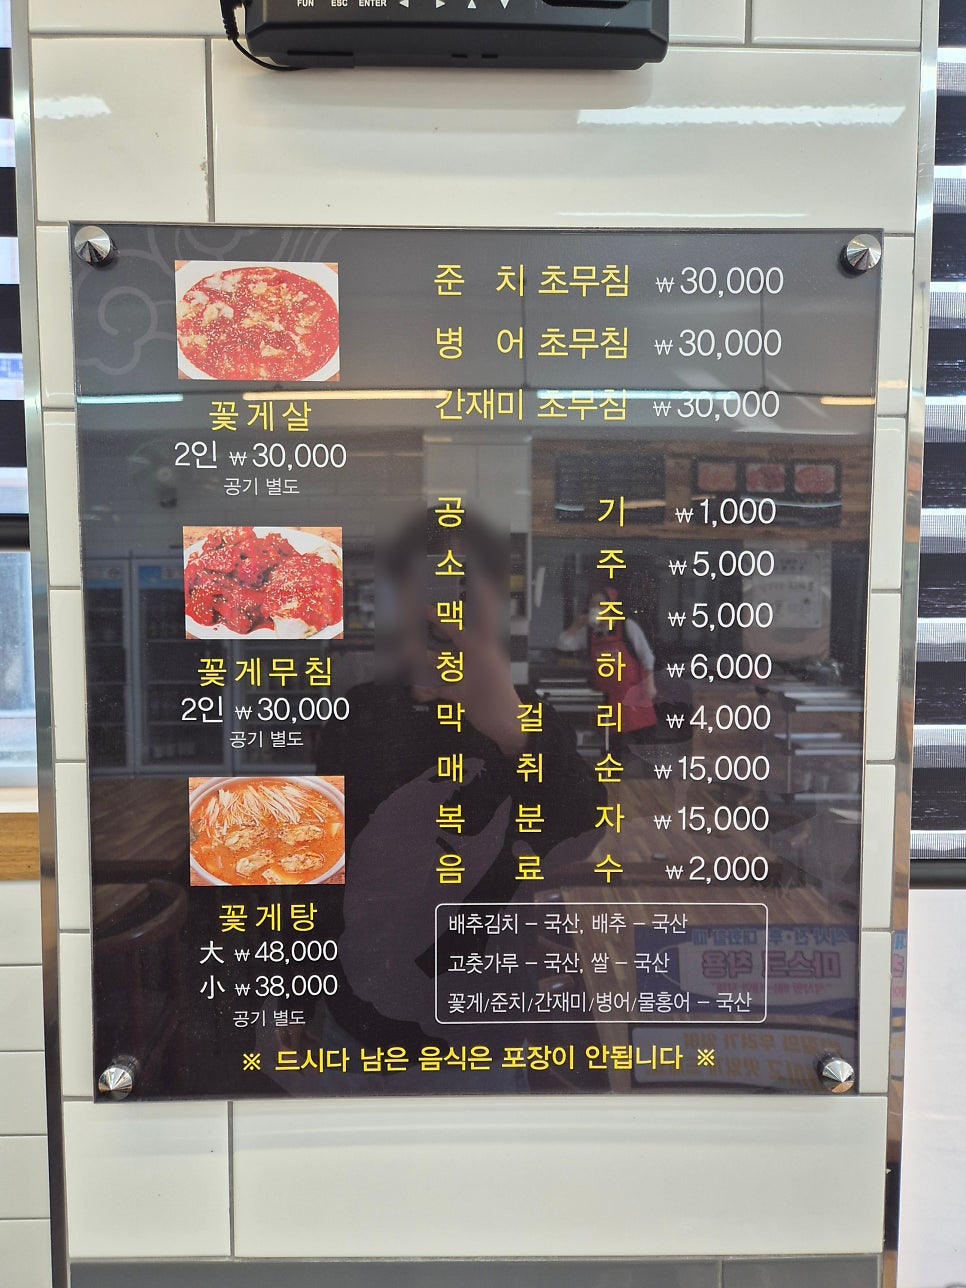 FUN ESC ENTER ◀ ▶ ▲ ▼
꽃게살
2인 ₩30,000
공기 별도
꽃게무침
2인 ₩30,000
공기 별도
꽃게탕
大 ₩48,000
小 ₩38,000
공기 별도
준 치 초무침 ₩30,000
병 어 초무침 ₩30,000
간재미 초무침 ₩30,000
공 기 ₩1,000
소 주 ₩5,000
맥 주 ₩5,000
청 하 ₩6,000
막 걸 리 ₩4,000
매 취 순 ₩15,000
복 분 자 ₩15,000
음 료 수 ₩2,000
배추김치 – 국산, 배추 – 국산
고춧가루 – 국산, 쌀 – 국산
꽃게/준치/간재미/병어/물홍어 – 국산
※ 드시다 남은 음식은 포장이 안됩니다 ※
마스크 착용